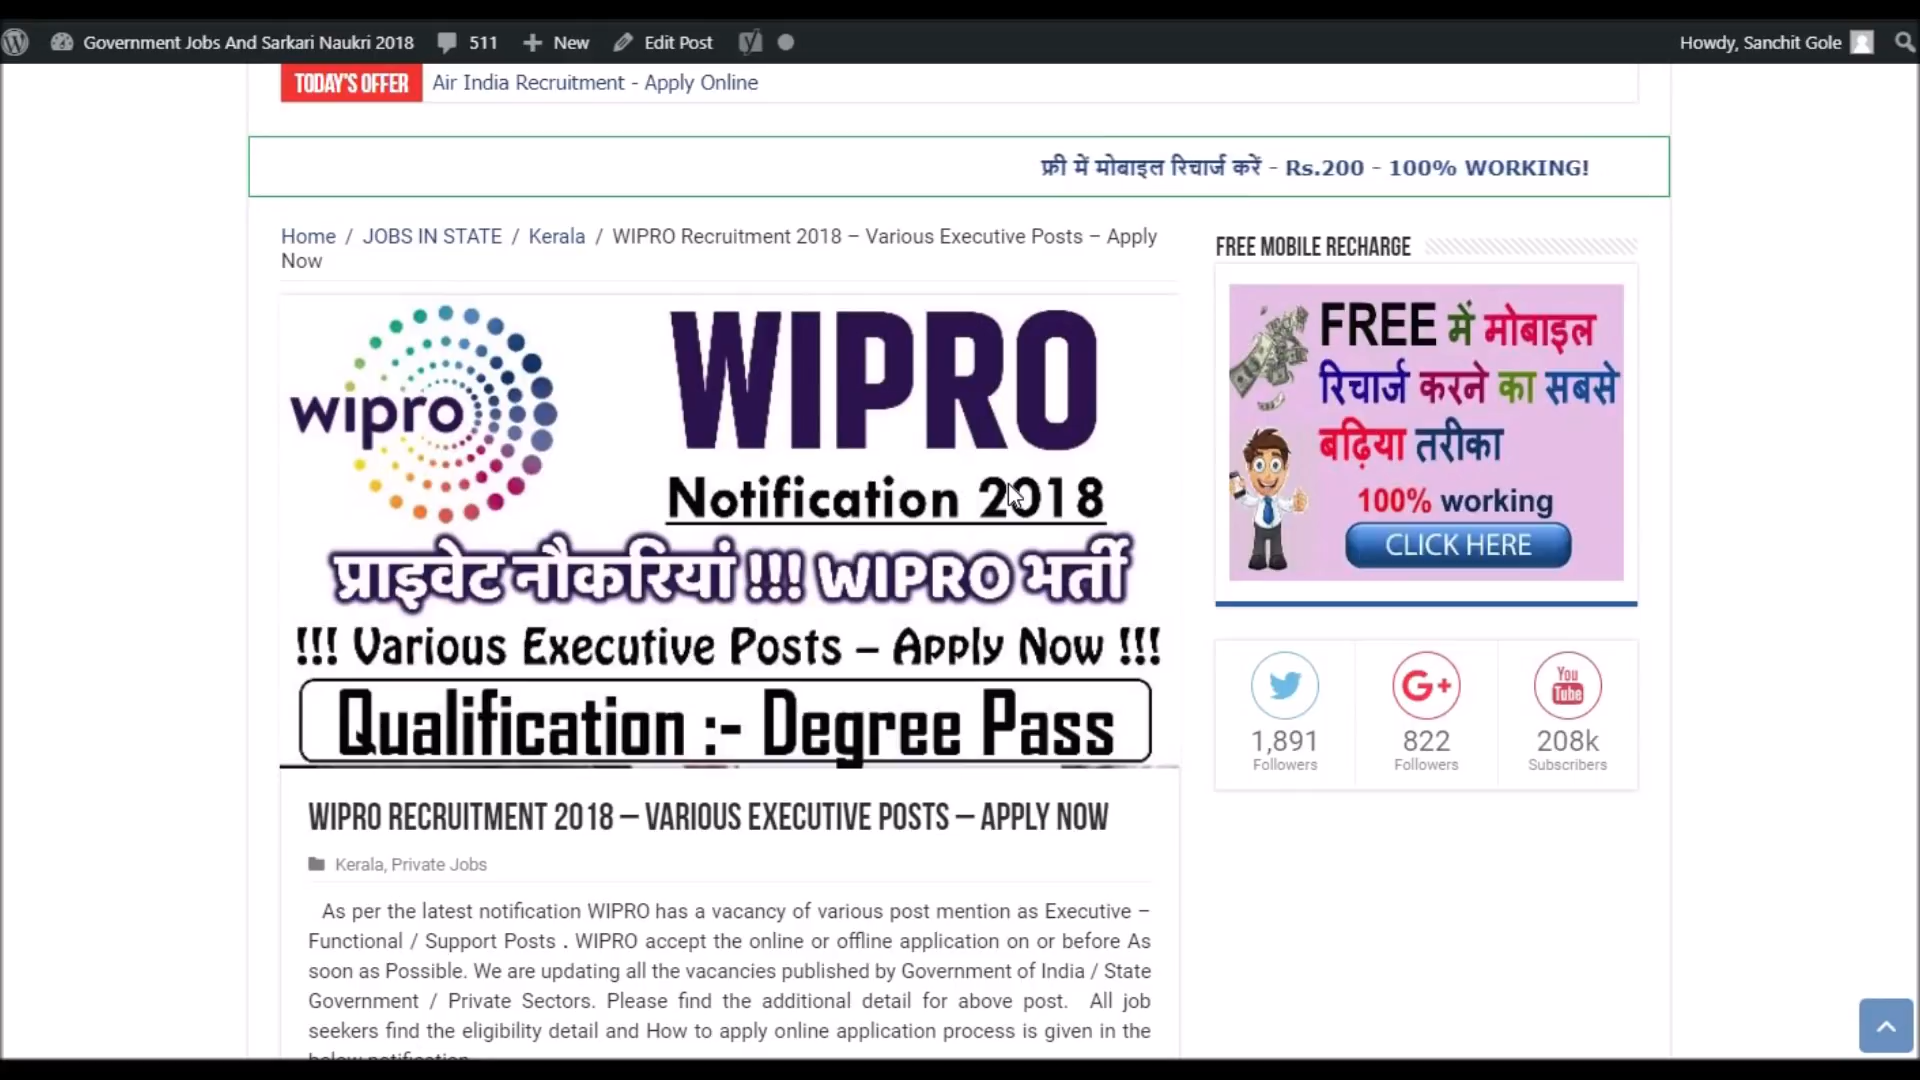 Government Jobs And Sarkari Naukri 2018 511 New Edit Post Howdy, Sanchit Gole
TODAY'S OFFER Air India Recruitment - Apply Online
फ्री में मोबाइल रिचार्ज करें - Rs.200 - 100% WORKING!
Home / JOBS IN STATE / Kerala / WIPRO Recruitment 2018 – Various Executive Posts – Apply
Now
wipro
WIPRO
Notification 2018
प्राइवेट नौकरियां !!! WIPRO भर्ती
!!! Various Executive Posts – Apply Now !!!
Qualification :- Degree Pass
WIPRO RECRUITMENT 2018 – VARIOUS EXECUTIVE POSTS – APPLY NOW
Kerala, Private Jobs
As per the latest notification WIPRO has a vacancy of various post mention as Executive –
Functional / Support Posts . WIPRO accept the online or offline application on or before As
soon as Possible. We are updating all the vacancies published by Government of India / State
Government / Private Sectors. Please find the additional detail for above post. All job
seekers find the eligibility detail and How to apply online application process is given in the
below notification
FREE MOBILE RECHARGE
FREE में मोबाइल
रिचार्ज करने का सबसे
बढ़िया तरीका
100% working
CLICK HERE
G+ You Tube
1,891 822 208k
Followers Followers Subscribers